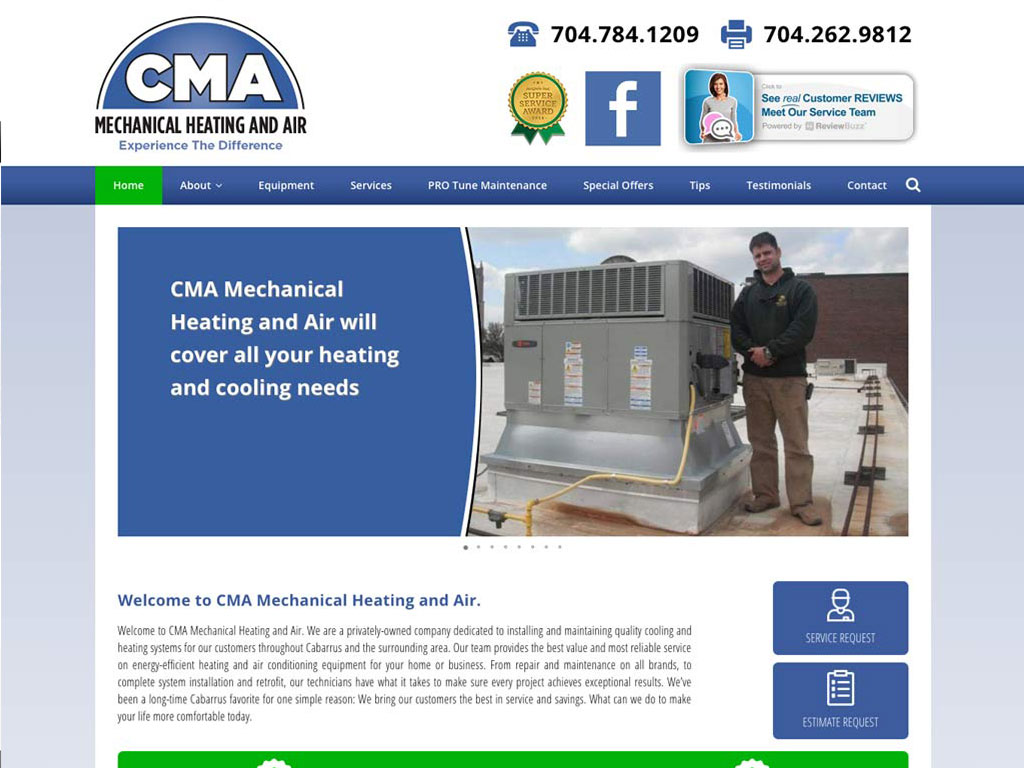 CMA
MECHANICAL HEATING AND AIR
Experience The Difference
704.784.1209
704.262.9812
SUPER
SERVICE
AWARD
f
Click to
See real Customer REVIEWS
Meet Our Service Team
Powered by ReviewBuzz
Home
About
Equipment
Services
PRO Tune Maintenance
Special Offers
Tips
Testimonials
Contact
CMA Mechanical
Heating and Air will
cover all your heating
and cooling needs
Welcome to CMA Mechanical Heating and Air.
Welcome to CMA Mechanical Heating and Air. We are a privately-owned company dedicated to installing and maintaining quality cooling and
heating systems for our customers throughout Cabarrus and the surrounding area. Our team provides the best value and most reliable service
on energy-efficient heating and air conditioning equipment for your home or business. From repair and maintenance on all brands, to
complete system installation and retrofit, our technicians have what it takes to make sure every project achieves exceptional results. We've
been a long-time Cabarrus favorite for one simple reason: We bring our customers the best in service and savings. What can we do to make
your life more comfortable today.
SERVICE REQUEST
ESTIMATE REQUEST